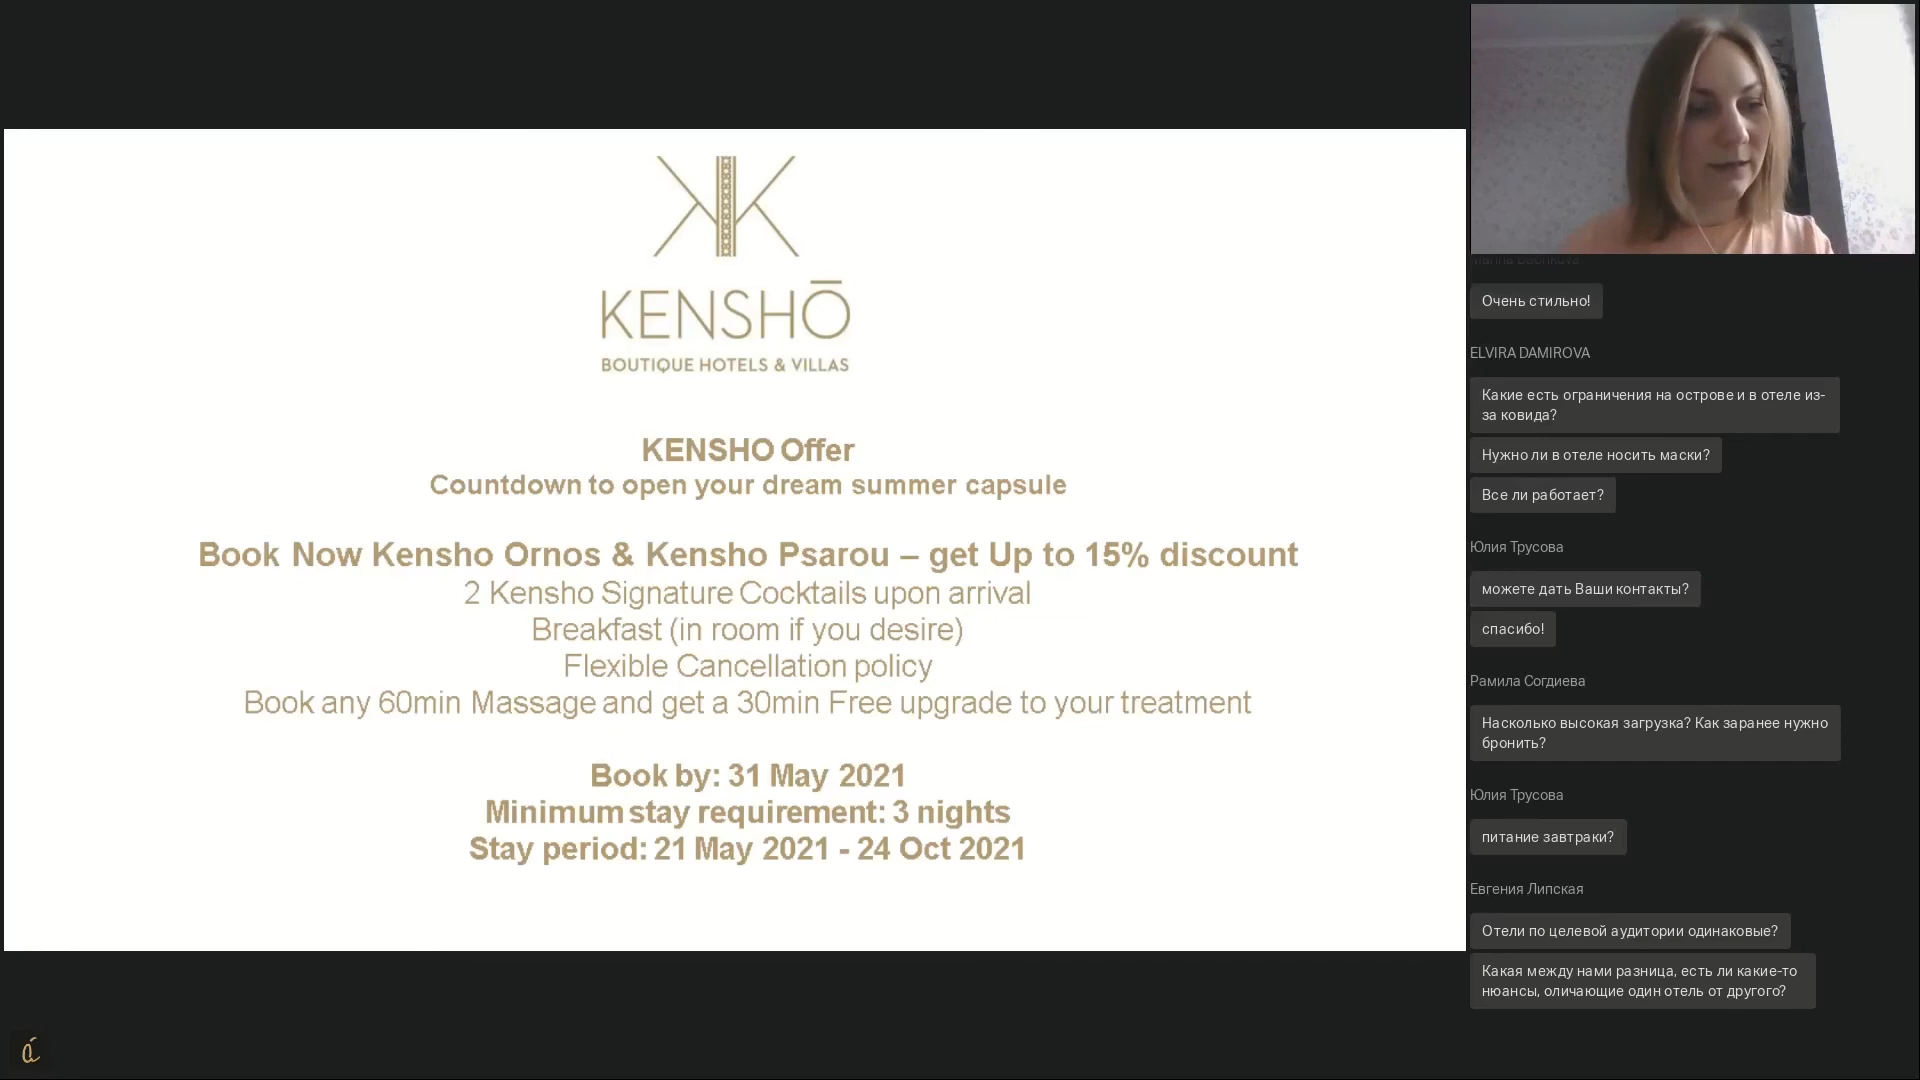 KENSHŌ
BOUTIQUE HOTELS & VILLAS
KENSHO Offer
Countdown to open your dream summer capsule
Book Now Kensho Ornos & Kensho Psarou – get Up to 15% discount
2 Kensho Signature Cocktails upon arrival
Breakfast (in room if you desire)
Flexible Cancellation policy
Book any 60min Massage and get a 30min Free upgrade to your treatment
Book by: 31 May 2021
Minimum stay requirement: 3 nights
Stay period: 21 May 2021 - 24 Oct 2021
á
Очень стильно!
ELVIRA DAMIROVA
Какие есть ограничения на острове и в отеле из-
за ковида?
Нужно ли в отеле носить маски?
Все ли работает?
Юлия Трусова
можете дать Ваши контакты?
спасибо!
Рамила Согдиева
Насколько высокая загрузка? Как заранее нужно
бронить?
Юлия Трусова
питание завтраки?
Евгения Липская
Отели по целевой аудитории одинаковые?
Какая между нами разница, есть ли какие-то
нюансы, оличающие один отель от другого?